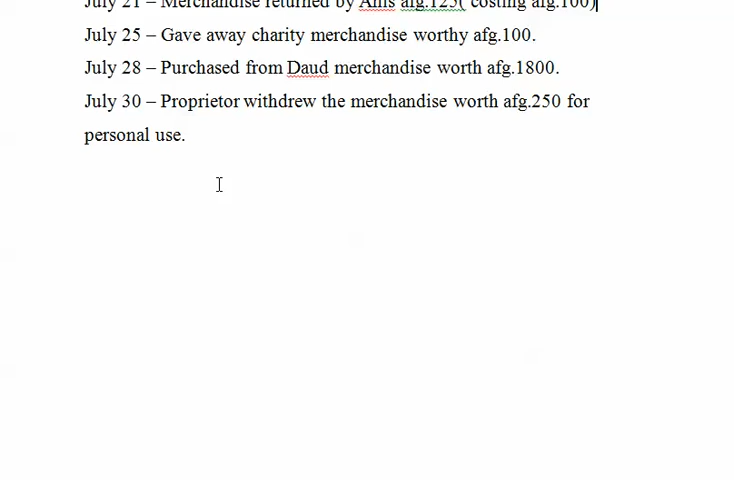 July 21 – Merchandise returned by Anis afg.125( costing afg.100)
July 25 – Gave away charity merchandise worthy afg.100.
July 28 – Purchased from Daud merchandise worth afg.1800.
July 30 – Proprietor withdrew the merchandise worth afg.250 for
personal use.